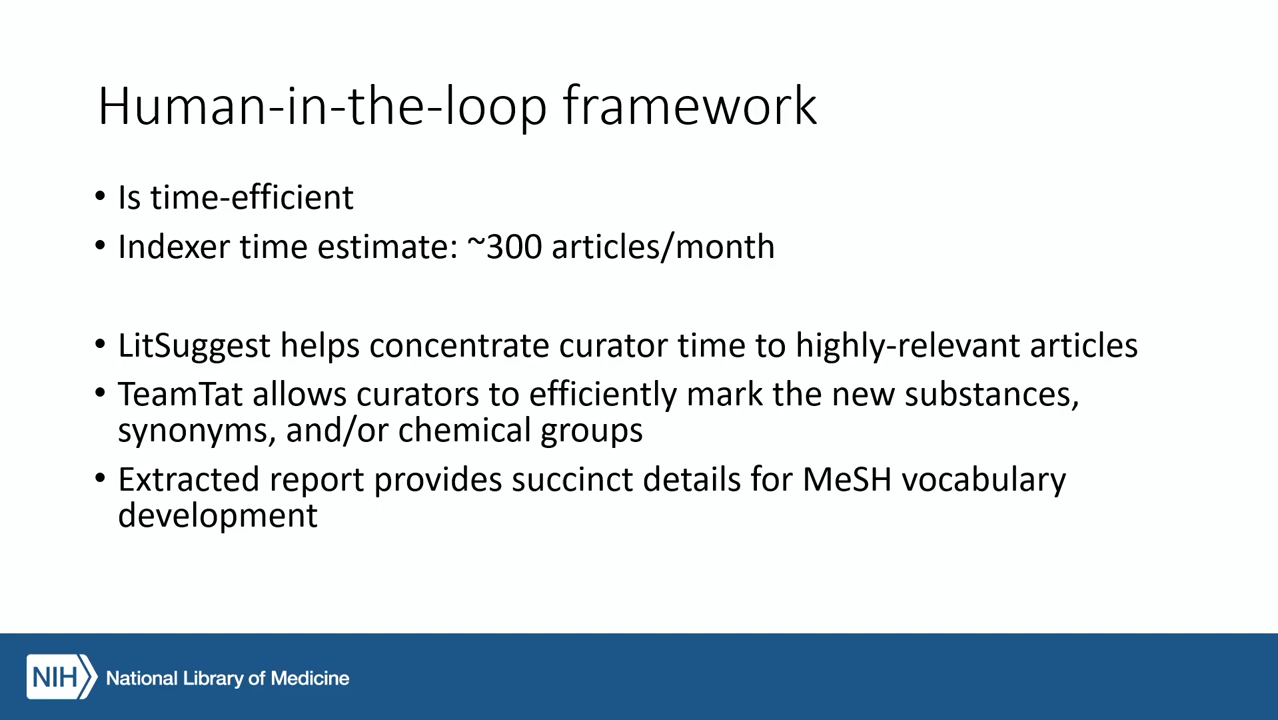 Human-in-the-loop framework
• Is time-efficient
• Indexer time estimate: ~300 articles/month
• LitSuggest helps concentrate curator time to highly-relevant articles
• TeamTat allows curators to efficiently mark the new substances,
synonyms, and/or chemical groups
• Extracted report provides succinct details for MeSH vocabulary
development
NIH National Library of Medicine